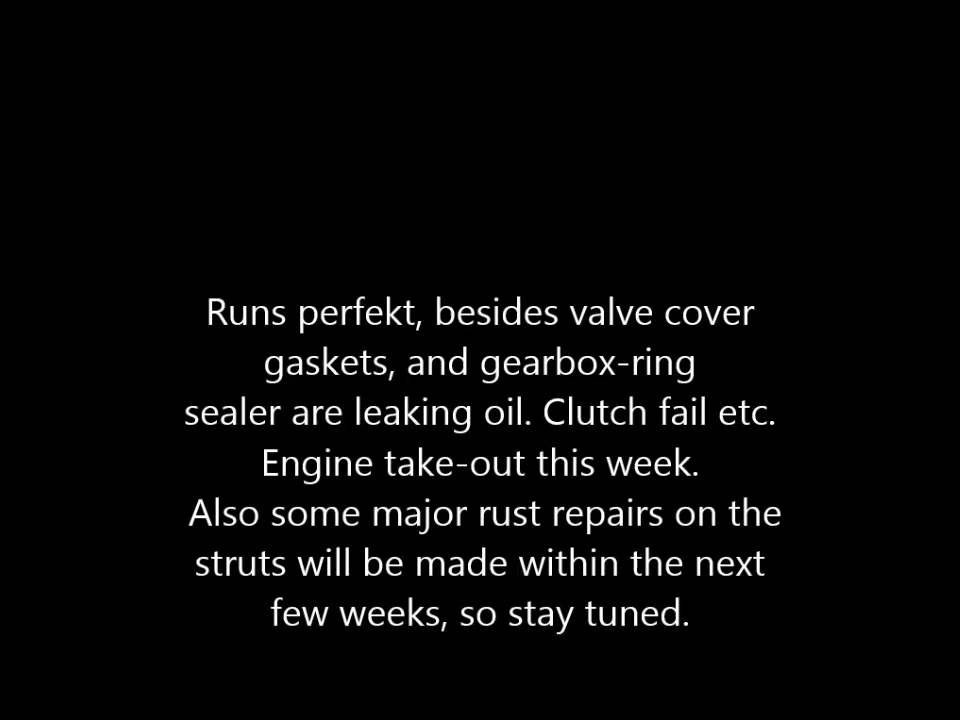 Runs perfekt, besides valve cover
gaskets, and gearbox-ring
sealer are leaking oil. Clutch fail etc.
Engine take-out this week.
Also some major rust repairs on the
struts will be made within the next
few weeks, so stay tuned.